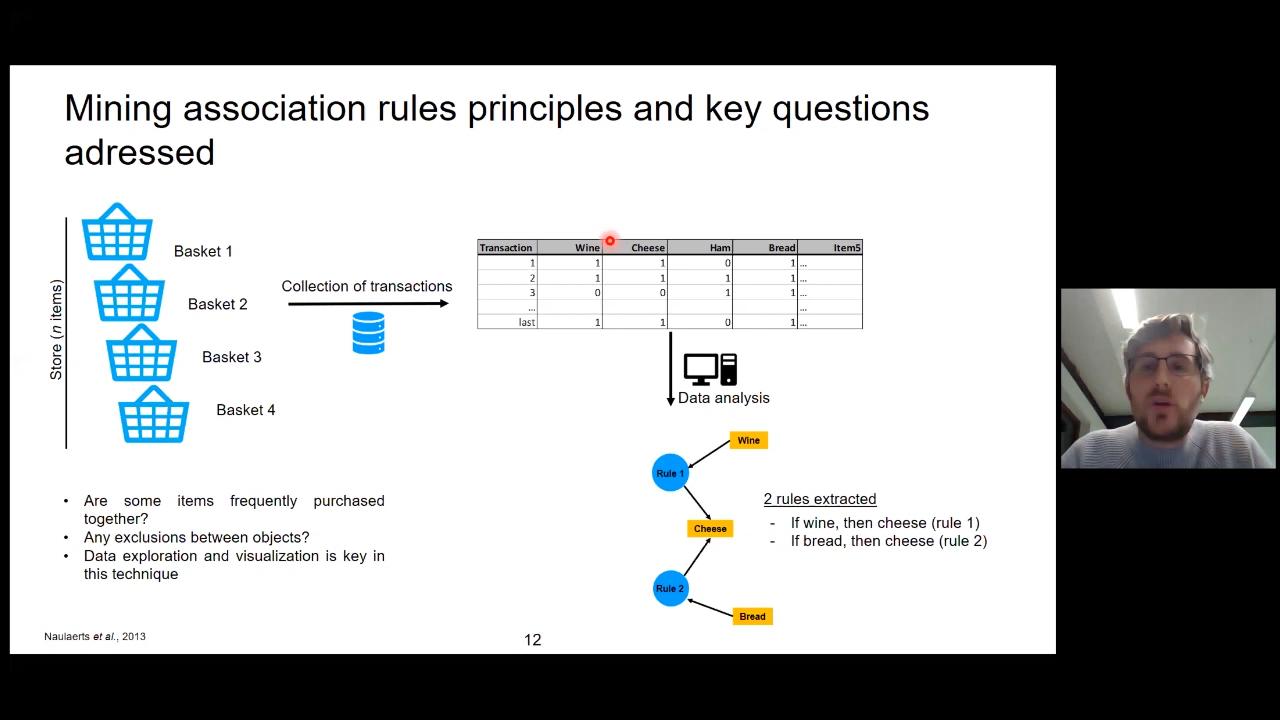 Mining association rules principles and key questions
adressed
Store (n items)
Basket 1
Basket 2
Basket 3
Basket 4
Collection of transactions
Transaction Wine Cheese Ham Bread Item5
1 1 1 0 1 ...
2 1 1 1 1 ...
3 0 0 1 1 ...
... ...
last 1 1 0 1 ...
Data analysis
Wine
Rule 1
Cheese
Rule 2
Bread
2 rules extracted
- If wine, then cheese (rule 1)
- If bread, then cheese (rule 2)
• Are some items frequently purchased
together?
• Any exclusions between objects?
• Data exploration and visualization is key in
this technique
Naulaerts et al., 2013
12